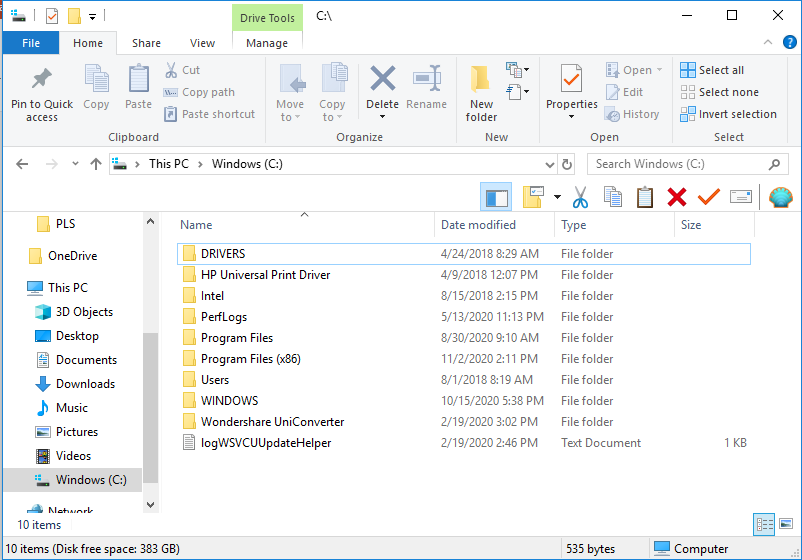 Drive Tools C:\
File Home Share View Manage
Pin to Quick access
Copy
Paste
Cut
Copy path
Paste shortcut
Clipboard
Move to
Copy to
Delete
Rename
Organize
New folder
New
Properties
Open
Edit
History
Open
Select all
Select none
Invert selection
Select
This PC Windows (C:)
Search Windows (C:)
PLS
OneDrive
This PC
3D Objects
Desktop
Documents
Downloads
Music
Pictures
Videos
Windows (C:)
Network
Name Date modified Type Size
DRIVERS 4/24/2018 8:29 AM File folder
HP Universal Print Driver 4/9/2018 12:07 PM File folder
Intel 8/15/2018 2:15 PM File folder
PerfLogs 5/13/2020 11:13 PM File folder
Program Files 8/30/2020 9:10 AM File folder
Program Files (x86) 11/2/2020 2:11 PM File folder
Users 8/1/2018 8:19 AM File folder
WINDOWS 10/15/2020 5:38 PM File folder
Wondershare UniConverter 2/19/2020 3:02 PM File folder
logWSVCUUpdateHelper 2/19/2020 2:46 PM Text Document 1 KB
10 items
10 items (Disk free space: 383 GB) 535 bytes Computer